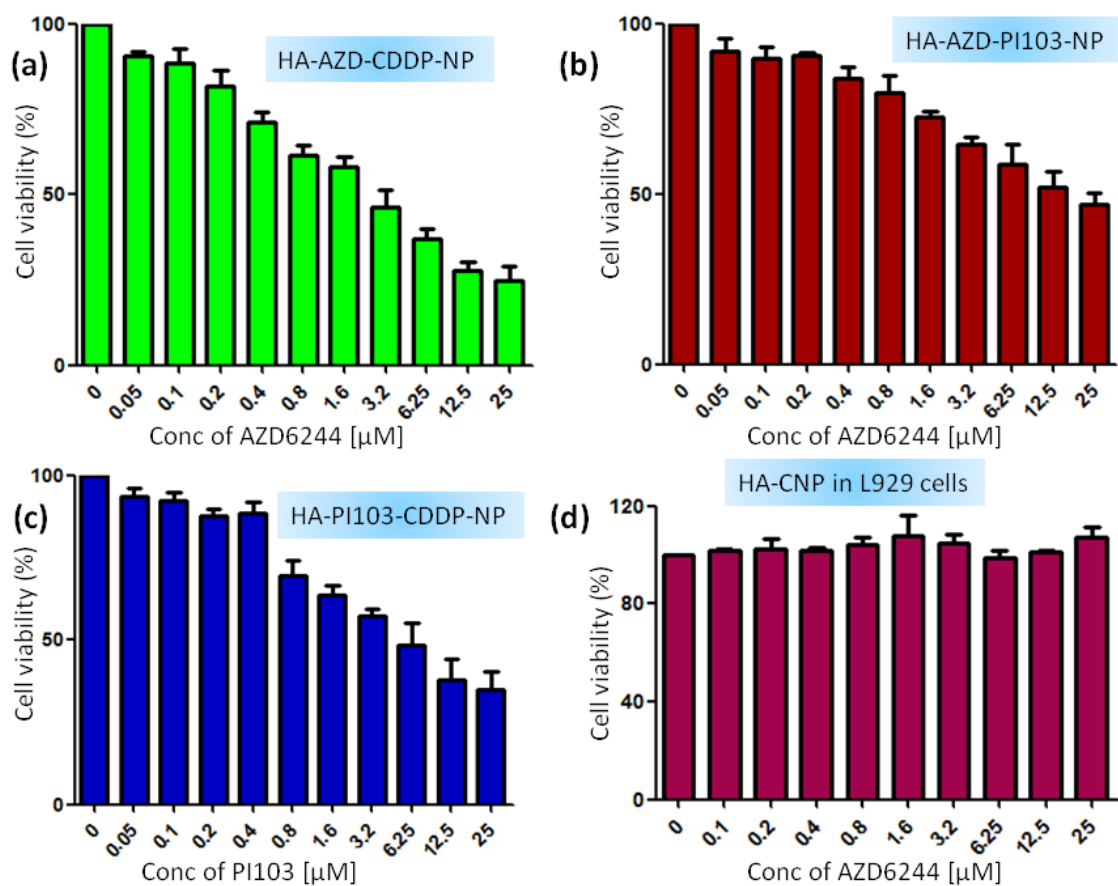 (a)
HA-AZD-CDDP-NP
Cell viability (%)
100
50
0
0 0.05 0.1 0.2 0.4 0.8 1.6 3.2 6.25 12.5 25
Conc of AZD6244 [µM]
(b)
HA-AZD-PI103-NP
Cell viability (%)
100
50
0
0 0.05 0.1 0.2 0.4 0.8 1.6 3.2 6.25 12.5 25
Conc of AZD6244 [µM]
(c)
HA-PI103-CDDP-NP
Cell viability (%)
100
50
0
0 0.05 0.1 0.2 0.4 0.8 1.6 3.2 6.25 12.5 25
Conc of PI103 [µM]
HA-CNP in L929 cells
(d)
Cell viability (%)
120
80
40
0
0 0.1 0.2 0.4 0.8 1.6 3.2 6.25 12.5 25
Conc of AZD6244 [µM]